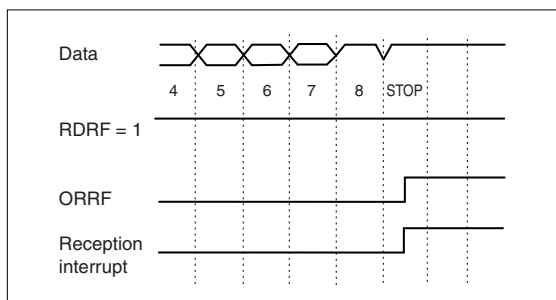 Data
4 5 6 7 8 STOP
RDRF = 1
ORRF
Reception
interrupt